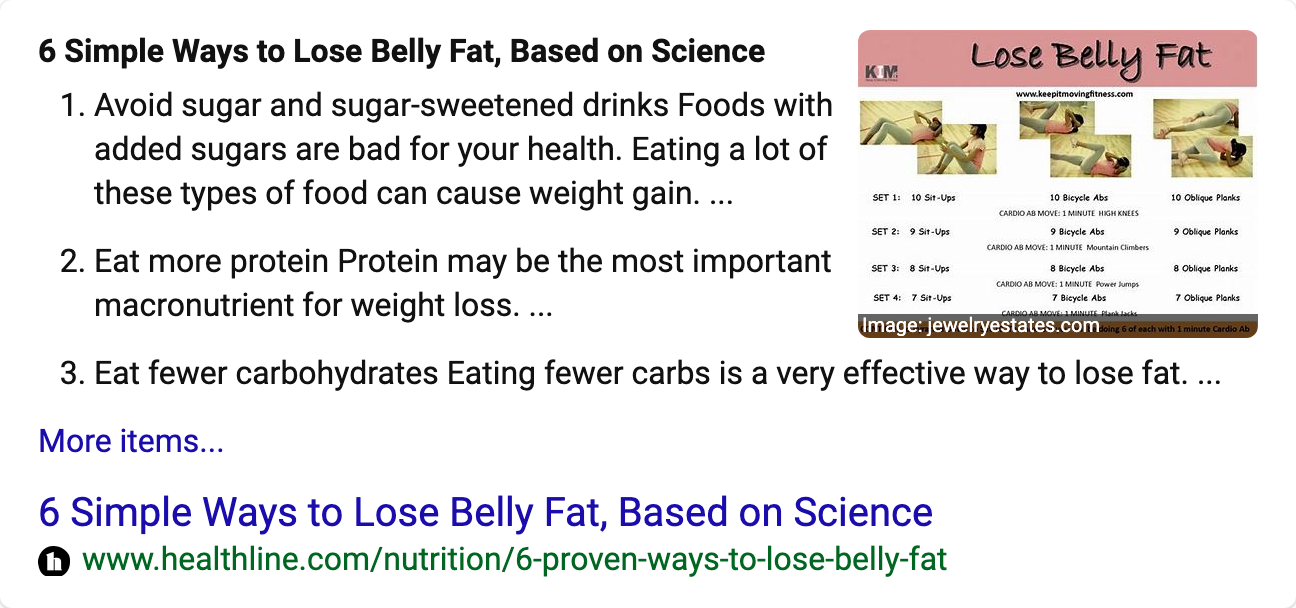 6 Simple Ways to Lose Belly Fat, Based on Science
1. Avoid sugar and sugar-sweetened drinks Foods with
added sugars are bad for your health. Eating a lot of
these types of food can cause weight gain. ...
2. Eat more protein Protein may be the most important
macronutrient for weight loss. ...
3. Eat fewer carbohydrates Eating fewer carbs is a very effective way to lose fat. ...
More items...
6 Simple Ways to Lose Belly Fat, Based on Science
www.healthline.com/nutrition/6-proven-ways-to-lose-belly-fat
Lose Belly Fat
KIM
www.keepitmovingfitness.com
SET 1: 10 Sit-Ups 10 Bicycle Abs 10 Oblique Planks
CARDIO AB MOVE: 1 MINUTE HIGH KNEES
SET 2: 9 Sit-Ups 9 Bicycle Abs 9 Oblique Planks
CARDIO AB MOVE: 1 MINUTE Mountain Climbers
SET 3: 8 Sit-Ups 8 Bicycle Abs 8 Oblique Planks
CARDIO AB MOVE: 1 MINUTE Power Jumps
SET 4: 7 Sit-Ups 7 Bicycle Abs 7 Oblique Planks
CARDIO AB MOVE: 1 MINUTE Plank Jacks
Image: jewelryestates.com
doing 6 of each with 1 minute Cardio Ab